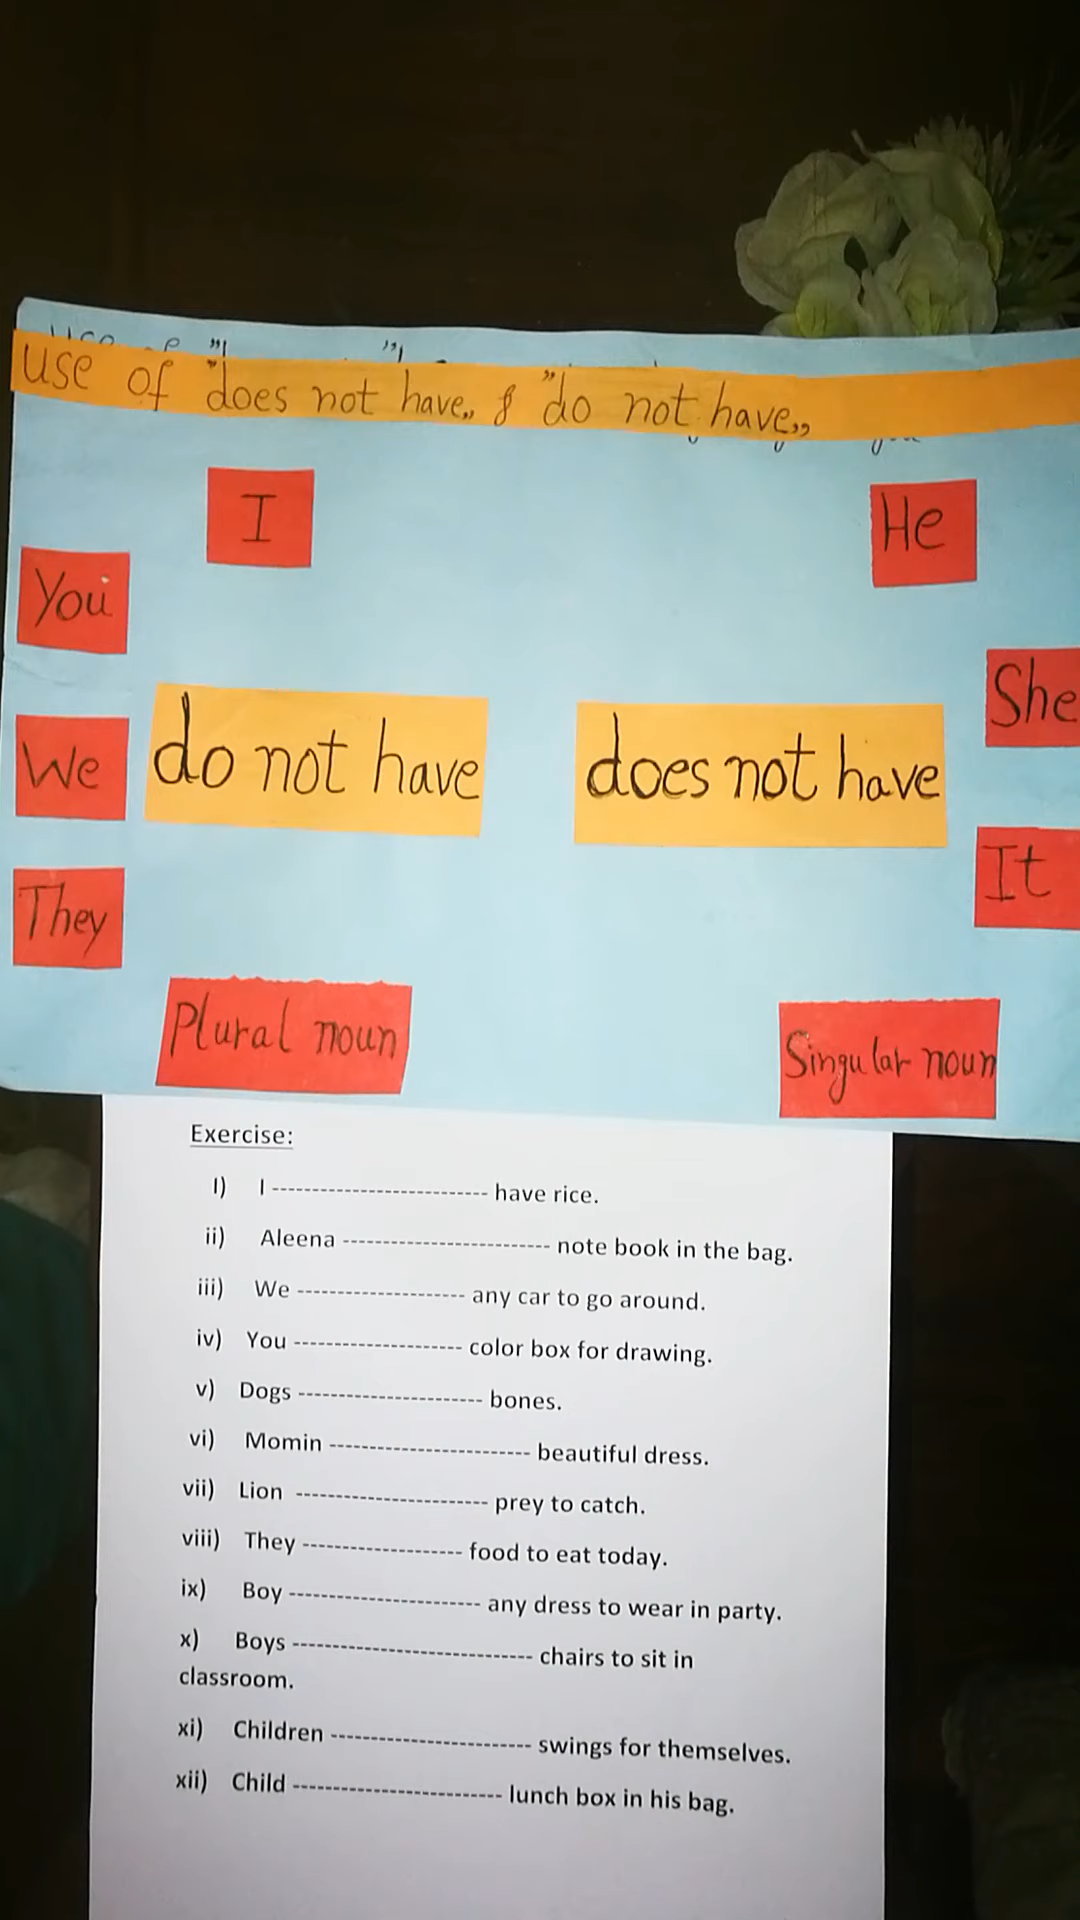 use of "does not have„ & "do not have„
I
He
You
She
We
do not have
does not have
It
They
Plural noun
Singular noun
Exercise:
I) I --------------------------- have rice.
ii) Aleena -------------------------- note book in the bag.
iii) We --------------------- any car to go around.
iv) You --------------------- color box for drawing.
v) Dogs ----------------------- bones.
vi) Momin ------------------------- beautiful dress.
vii) Lion ------------------------ prey to catch.
viii) They -------------------- food to eat today.
ix) Boy ------------------------ any dress to wear in party.
x) Boys ------------------------------ chairs to sit in
classroom.
xi) Children ------------------------- swings for themselves.
xii) Child -------------------------- lunch box in his bag.